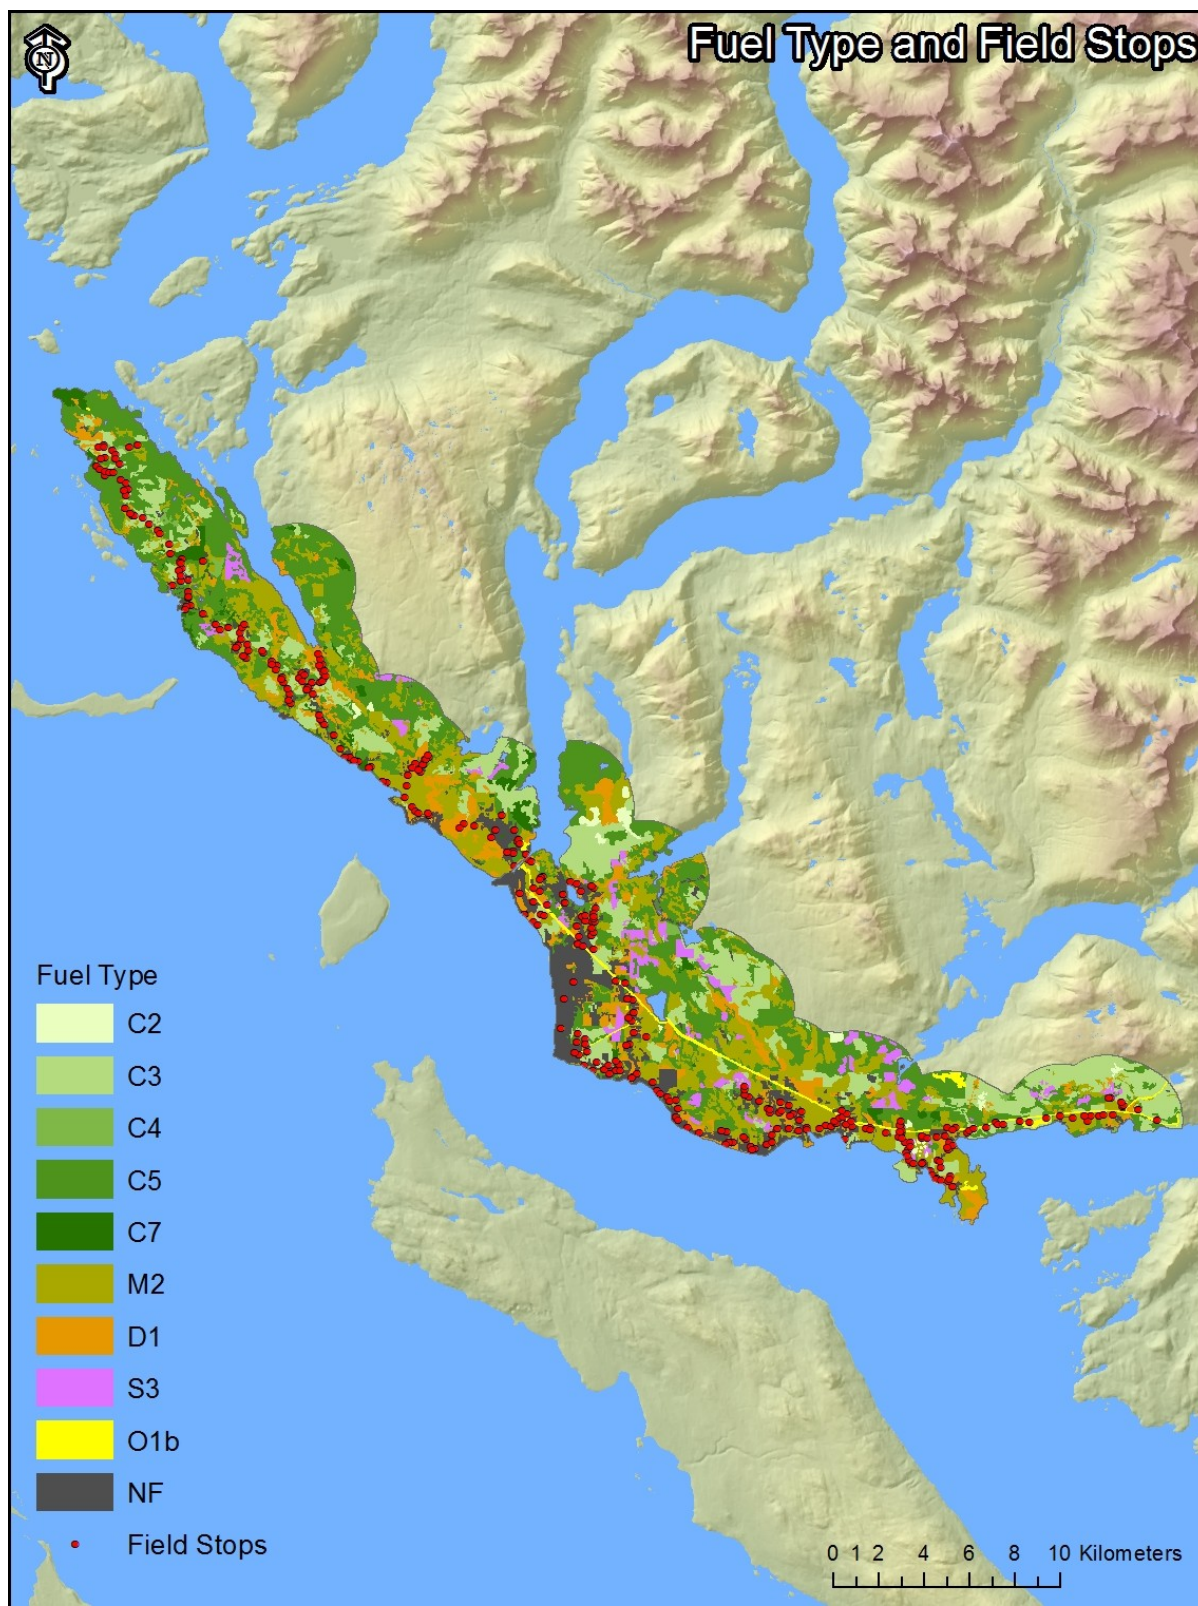 N
Fuel Type and Field Stops
Fuel Type
C2
C3
C4
C5
C7
M2
D1
S3
O1b
NF
Field Stops
0 1 2 4 6 8 10 Kilometers